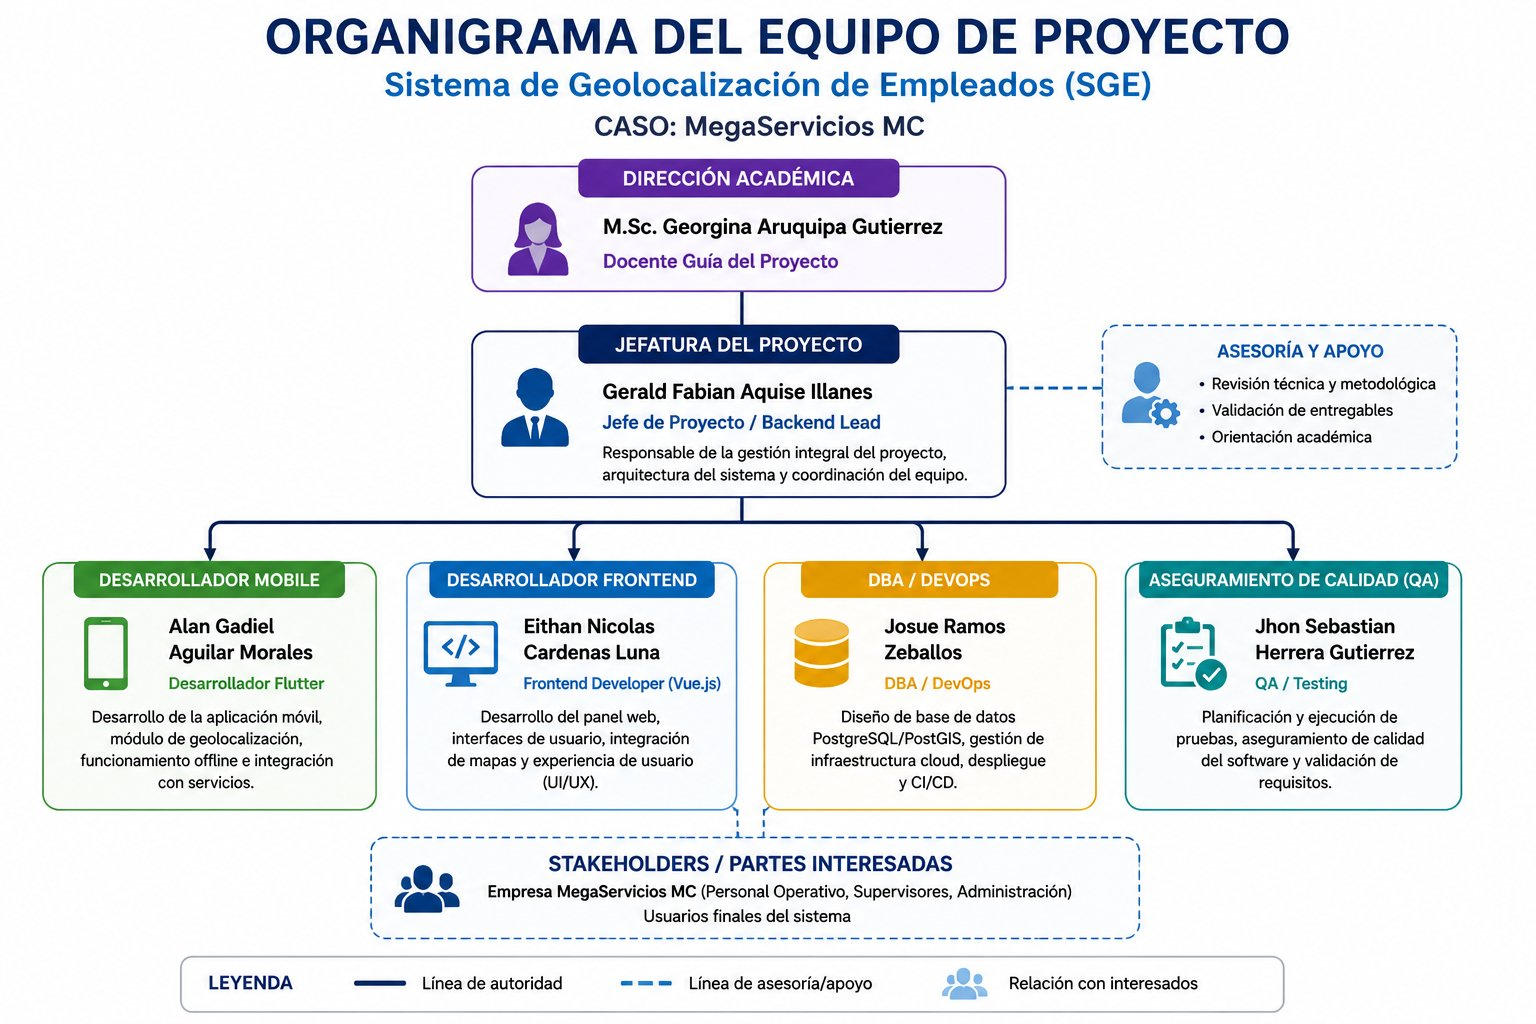 ORGANIGRAMA DEL EQUIPO DE PROYECTO
Sistema de Geolocalización de Empleados (SGE)
CASO: MegaServicios MC
DIRECCIÓN ACADÉMICA
M.Sc. Georgina Aruquipa Gutierrez
Docente Guía del Proyecto
JEFATURA DEL PROYECTO
Gerald Fabian Aquise Illanes
Jefe de Proyecto / Backend Lead
Responsable de la gestión integral del proyecto,
arquitectura del sistema y coordinación del equipo.
ASESORÍA Y APOYO
• Revisión técnica y metodológica
• Validación de entregables
• Orientación académica
DESARROLLADOR MOBILE
Alan Gadiel
Aguilar Morales
Desarrollador Flutter
Desarrollo de la aplicación móvil,
módulo de geolocalización,
funcionamiento offline e integración
con servicios.
DESARROLLADOR FRONTEND
</>
Eithan Nicolas
Cardenas Luna
Frontend Developer (Vue.js)
Desarrollo del panel web,
interfaces de usuario, integración
de mapas y experiencia de usuario
(UI/UX).
DBA / DEVOPS
Josue Ramos
Zeballos
DBA / DevOps
Diseño de base de datos
PostgreSQL/PostGIS, gestión de
infraestructura cloud, despliegue
y CI/CD.
ASEGURAMIENTO DE CALIDAD (QA)
Jhon Sebastian
Herrera Gutierrez
QA / Testing
Planificación y ejecución de
pruebas, aseguramiento de calidad
del software y validación de
requisitos.
STAKEHOLDERS / PARTES INTERESADAS
Empresa MegaServicios MC (Personal Operativo, Supervisores, Administración)
Usuarios finales del sistema
LEYENDA
Línea de autoridad
Línea de asesoría/apoyo
Relación con interesados